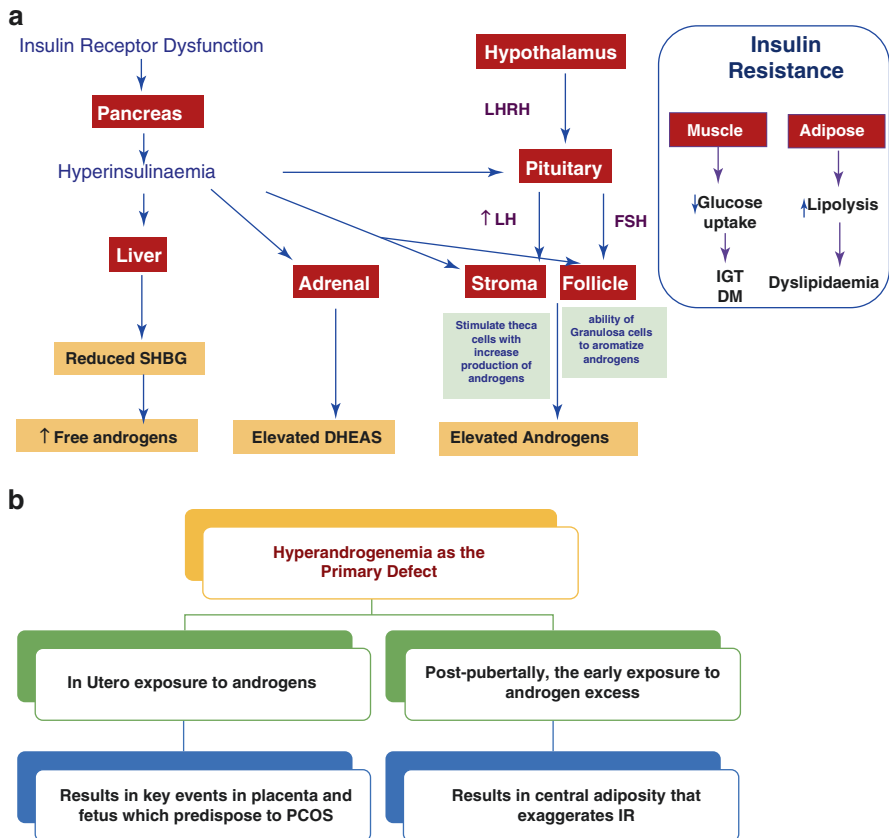 a
Insulin Receptor Dysfunction
Pancreas
Hyperinsulinaemia
Liver
Reduced SHBG
↑ Free androgens
Adrenal
Elevated DHEAS
Hypothalamus
LHRH
Pituitary
↑ LH
FSH
Stroma
Follicle
Stimulate theca
cells with
increase
production of
androgens
ability of
Granulosa cells
to aromatize
androgens
Elevated Androgens
Insulin
Resistance
Muscle
↓Glucose
uptake
IGT
DM
Adipose
↑Lipolysis
Dyslipidaemia
b
Hyperandrogenemia as the
Primary Defect
In Utero exposure to androgens
Results in key events in placenta and
fetus which predispose to PCOS
Post-pubertally, the early exposure to
androgen excess
Results in central adiposity that
exaggerates IR